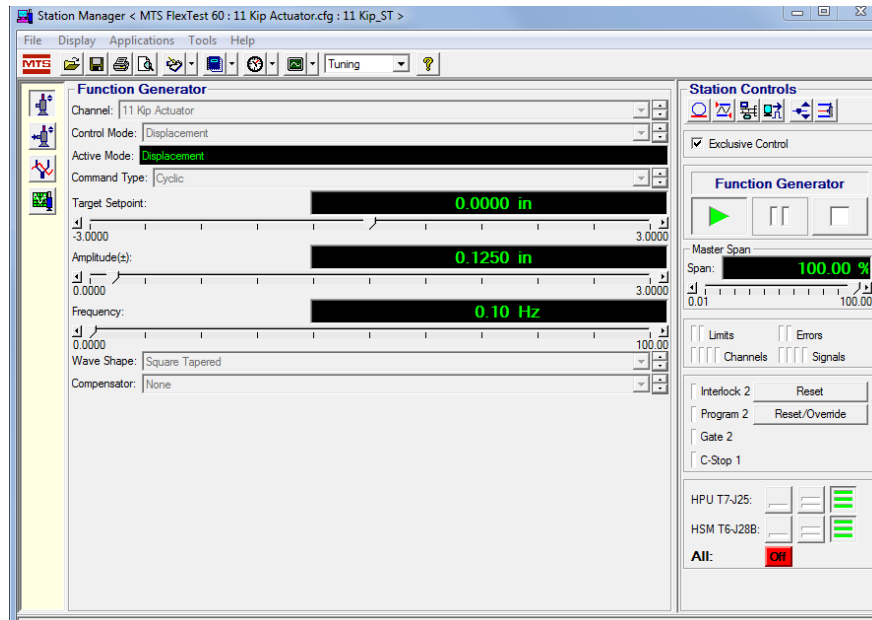 Station Manager < MTS FlexTest 60 : 11 Kip Actuator.cfg : 11 Kip_ST >
File Display Applications Tools Help
MTS Tuning
Function Generator
Channel: 11 Kip Actuator
Control Mode: Displacement
Active Mode: Displacement
Command Type: Cyclic
Target Setpoint: 0.0000 in
-3.0000 3.0000
Amplitude(±): 0.1250 in
0.0000 3.0000
Frequency: 0.10 Hz
0.0000 100.00
Wave Shape: Square Tapered
Compensator: None
Station Controls
Exclusive Control
Function Generator
Master Span
Span: 100.00 %
0.01 100.00
Limits Errors
Channels Signals
Interlock 2 Reset
Program 2 Reset/Override
Gate 2
C-Stop 1
HPU T7-J25:
HSM T6-J28B:
All: Off